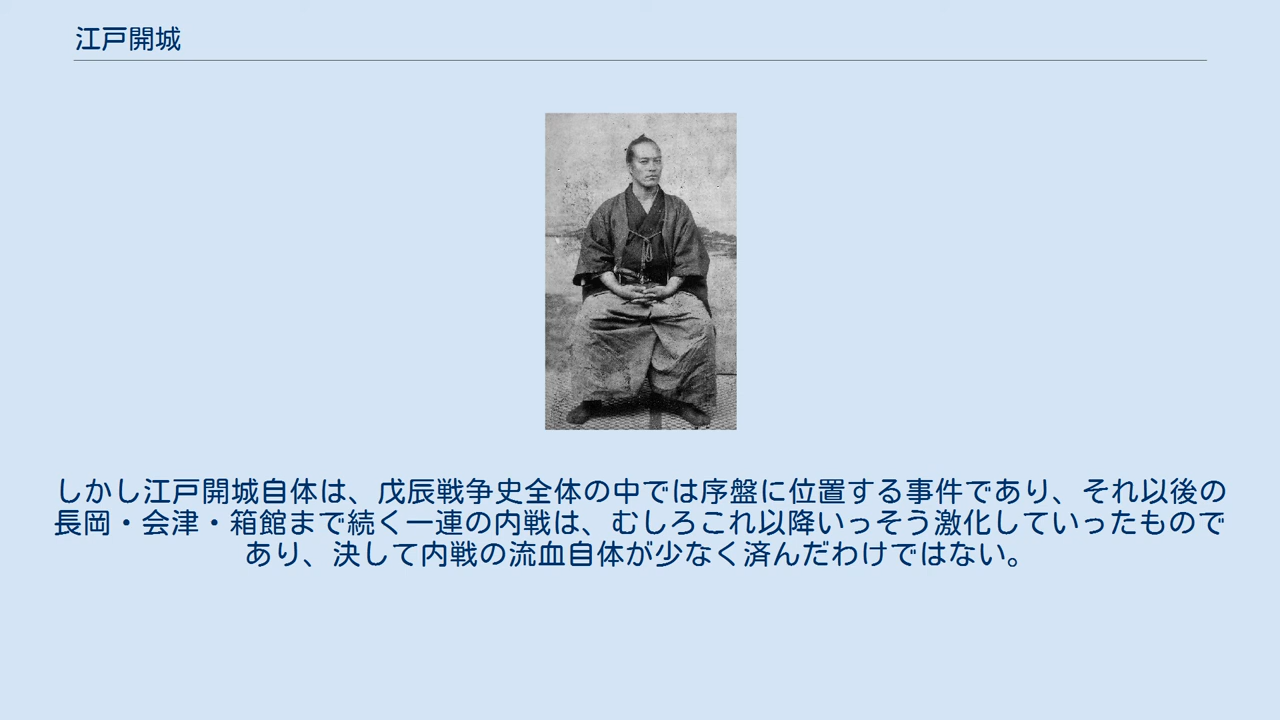 江戸開城
しかし江戸開城自体は、戊辰戦争史全体の中では序盤に位置する事件であり、それ以後の
長岡・会津・箱館まで続く一連の内戦は、むしろこれ以降いっそう激化していったもので
あり、決して内戦の流血自体が少なく済んだわけではない。